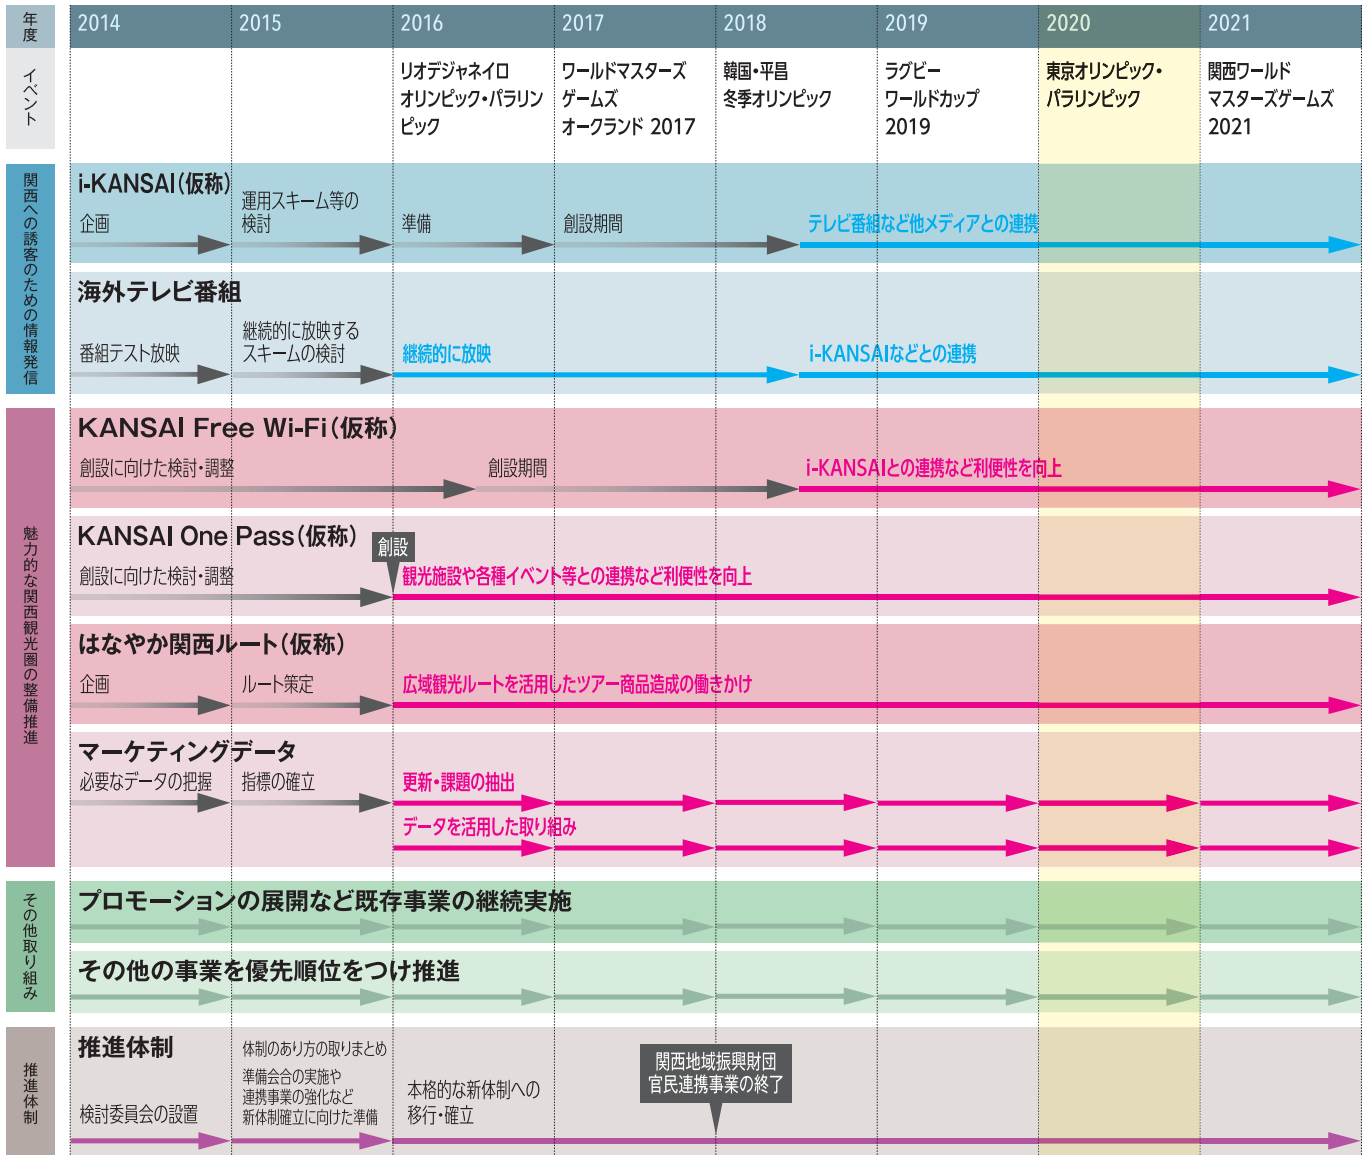 年度
2014
2015
2016
2017
2018
2019
2020
2021
イベント
リオデジャネイロ
オリンピック・パラリン
ピック
ワールドマスターズ
ゲームズ
オークランド 2017
韓国・平昌
冬季オリンピック
ラグビー
ワールドカップ
2019
東京オリンピック・
パラリンピック
関西ワールド
マスターズゲームズ
2021
関西への誘客のための情報発信
i-KANSAI(仮称)
企画
運用スキーム等の
検討
準備
創設期間
テレビ番組など他メディアとの連携
海外テレビ番組
番組テスト放映
継続的に放映する
スキームの検討
継続的に放映
i-KANSAIなどとの連携
魅力的な関西観光圏の整備推進
KANSAI Free Wi-Fi(仮称)
創設に向けた検討・調整
創設期間
i-KANSAIとの連携など利便性を向上
KANSAI One Pass(仮称)
創設
創設に向けた検討・調整
観光施設や各種イベント等との連携など利便性を向上
はなやか関西ルート(仮称)
企画
ルート策定
広域観光ルートを活用したツアー商品造成の働きかけ
マーケティングデータ
必要なデータの把握
指標の確立
更新・課題の抽出
データを活用した取り組み
その他取り組み
プロモーションの展開など既存事業の継続実施
その他の事業を優先順位をつけ推進
推進体制
推進体制
検討委員会の設置
体制のあり方の取りまとめ
準備会合の実施や
連携事業の強化など
新体制確立に向けた準備
本格的な新体制への
移行・確立
関西地域振興財団
官民連携事業の終了